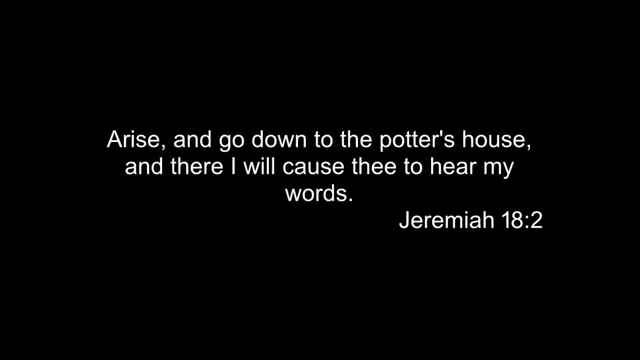 Arise, and go down to the potter's house,
and there I will cause thee to hear my
words.
Jeremiah 18:2